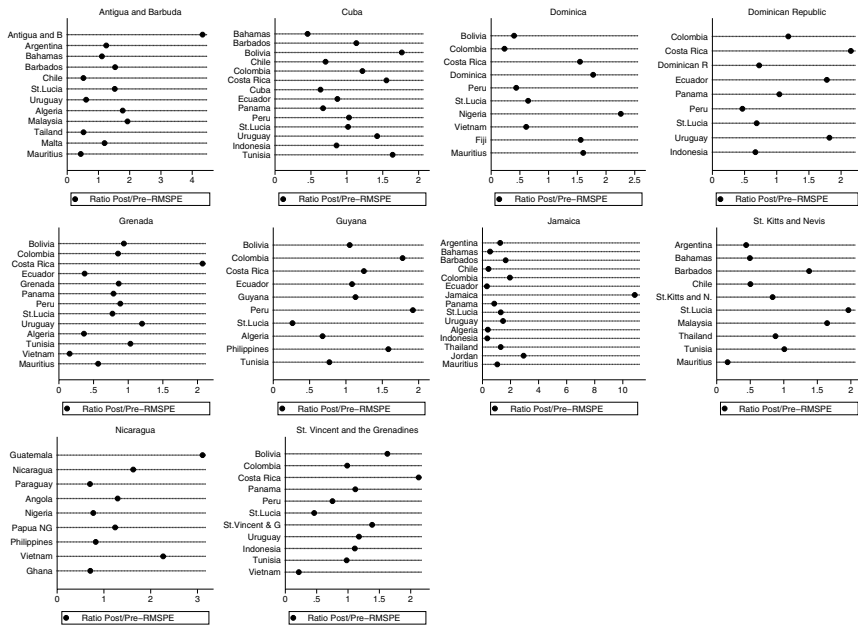 Antigua and Barbuda
Antigua and B
Argentina
Bahamas
Barbados
Chile
St.Lucia
Uruguay
Algeria
Malaysia
Tailand
Malta
Mauritius
0 1 2 3 4
Ratio Post/Pre−RMSPE
Cuba
Bahamas
Barbados
Bolivia
Chile
Colombia
Costa Rica
Cuba
Ecuador
Panama
Peru
St.Lucia
Uruguay
Indonesia
Tunisia
0 .5 1 1.5 2
Ratio Post/Pre−RMSPE
Dominica
Bolivia
Colombia
Costa Rica
Dominica
Peru
St.Lucia
Nigeria
Vietnam
Fiji
Mauritius
0 .5 1 1.5 2 2.5
Ratio Post/Pre−RMSPE
Dominican Republic
Colombia
Costa Rica
Dominican R
Ecuador
Panama
Peru
St.Lucia
Uruguay
Indonesia
0 .5 1 1.5 2
Ratio Post/Pre−RMSPE
Grenada
Bolivia
Colombia
Costa Rica
Ecuador
Grenada
Panama
Peru
St.Lucia
Uruguay
Algeria
Tunisia
Vietnam
Mauritius
0 .5 1 1.5 2
Ratio Post/Pre−RMSPE
Guyana
Bolivia
Colombia
Costa Rica
Ecuador
Guyana
Peru
St.Lucia
Algeria
Philippines
Tunisia
0 .5 1 1.5 2
Ratio Post/Pre−RMSPE
Jamaica
Argentina
Bahamas
Barbados
Chile
Colombia
Ecuador
Jamaica
Panama
St.Lucia
Uruguay
Algeria
Indonesia
Thailand
Jordan
Mauritius
0 2 4 6 8 10
Ratio Post/Pre−RMSPE
St. Kitts and Nevis
Argentina
Bahamas
Barbados
Chile
St.Kitts and N.
St.Lucia
Malaysia
Thailand
Tunisia
Mauritius
0 .5 1 1.5 2
Ratio Post/Pre−RMSPE
Nicaragua
Guatemala
Nicaragua
Paraguay
Angola
Nigeria
Papua NG
Philippines
Vietnam
Ghana
0 1 2 3
Ratio Post/Pre−RMSPE
St. Vincent and the Grenadines
Bolivia
Colombia
Costa Rica
Panama
Peru
St.Lucia
St.Vincent & G
Uruguay
Indonesia
Tunisia
Vietnam
0 .5 1 1.5 2
Ratio Post/Pre−RMSPE